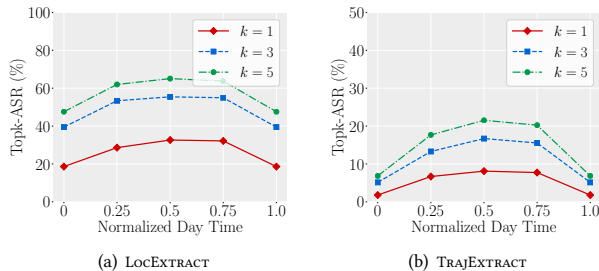 100
80
60
40
20
0
Topk-ASR (%)
k = 1
k = 3
k = 5
0 0.25 0.5 0.75 1.0
Normalized Day Time
(a) LocExtract
50
40
30
20
10
0
Topk-ASR (%)
k = 1
k = 3
k = 5
0 0.25 0.5 0.75 1.0
Normalized Day Time
(b) TrajExtract